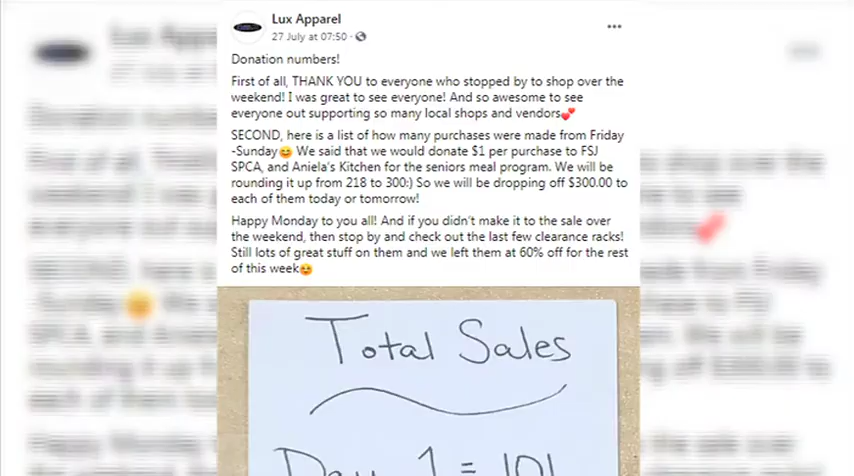 Lux Apparel
27 July at 07:50 ·
Donation numbers!
First of all, THANK YOU to everyone who stopped by to shop over the
weekend! I was great to see everyone! And so awesome to see
everyone out supporting so many local shops and vendors💕
SECOND, here is a list of how many purchases were made from Friday
-Sunday😊 We said that we would donate $1 per purchase to FSJ
SPCA, and Aniela's Kitchen for the seniors meal program. We will be
rounding it up from 218 to 300:) So we will be dropping off $300.00 to
each of them today or tomorrow!
Happy Monday to you all! And if you didn't make it to the sale over
the weekend, then stop by and check out the last few clearance racks!
Still lots of great stuff on them and we left them at 60% off for the rest
of this week😊
Total Sales
Day 1 = 101